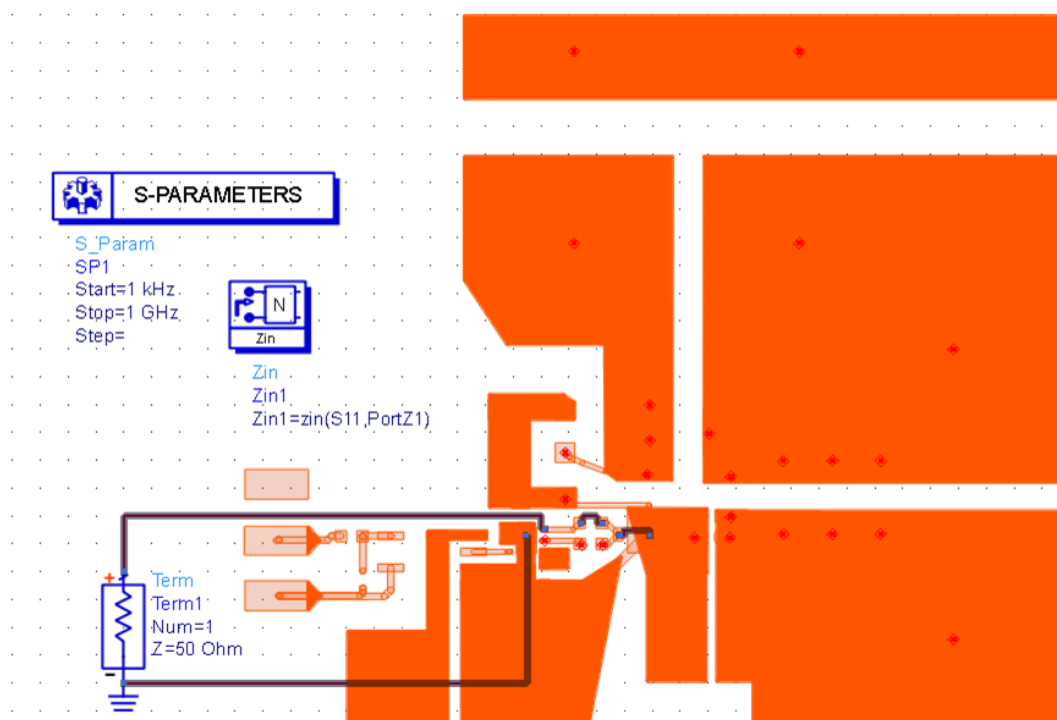 S-PARAMETERS
S_Param
SP1
Start=1 kHz
Stop=1 GHz
Step=
N
Zin
Zin
Zin1
Zin1=zin(S11,PortZ1)
+
Term
Term1
Num=1
Z=50 Ohm
-